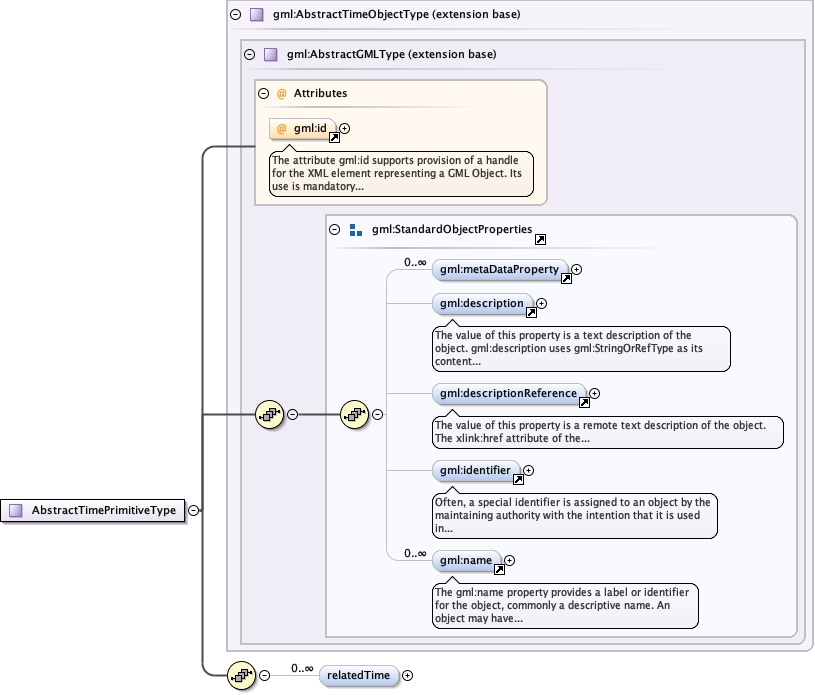 gml:AbstractTimeObjectType (extension base)
gml:AbstractGMLType (extension base)
@ Attributes
@ gml:id
The attribute gml:id supports provision of a handle
for the XML element representing a GML Object. Its
use is mandatory...
gml:StandardObjectProperties
0..∞
gml:metaDataProperty
gml:description
The value of this property is a text description of the
object. gml:description uses gml:StringOrRefType as its
content...
gml:descriptionReference
The value of this property is a remote text description of the object.
The xlink:href attribute of the...
gml:identifier
Often, a special identifier is assigned to an object by the
maintaining authority with the intention that it is used
in...
AbstractTimePrimitiveType
0..∞
gml:name
The gml:name property provides a label or identifier
for the object, commonly a descriptive name. An
object may have...
0..∞
relatedTime